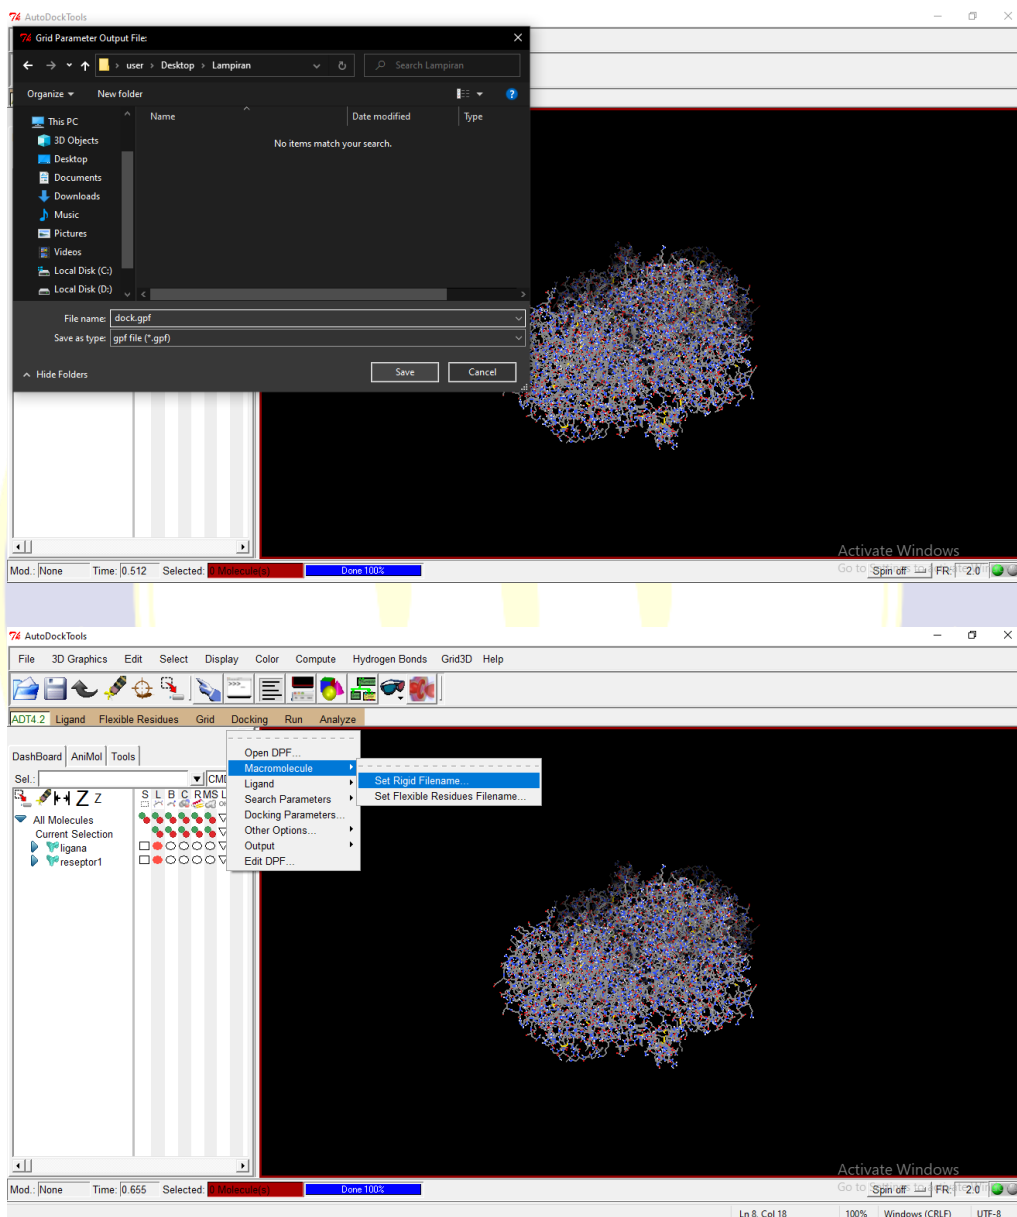 AutoDockTools
Grid Parameter Output File:
user > Desktop > Lampiran
Search Lampiran
Organize
New folder
Name
Date modified
Type
This PC
3D Objects
Desktop
Documents
Downloads
Music
Pictures
Videos
Local Disk (C:)
Local Disk (D:)
No items match your search.
File name: dock.gpf
Save as type: gpf file (*.gpf)
Hide Folders
Save
Cancel
Activate Windows
Go to
Mod.: None Time: 0.512 Selected: 0 Molecule(s) Done 100% Spin off FR: 2.0
AutoDockTools
File 3D Graphics Edit Select Display Color Compute Hydrogen Bonds Grid3D Help
ADT4.2 Ligand Flexible Residues Grid Docking Run Analyze
DashBoard AniMol Tools
Sel.:
S L B C R MS L
All Molecules
Current Selection
ligana
reseptor1
Open DPF...
Macromolecule
Ligand
Search Parameters
Docking Parameters...
Other Options...
Output
Edit DPF...
Set Rigid Filename...
Set Flexible Residues Filename...
Activate Windows
Go to
Mod.: None Time: 0.655 Selected: 0 Molecule(s) Done 100% Spin off FR: 2.0
Ln 8, Col 18 100% Windows (CRLF) UTF-8